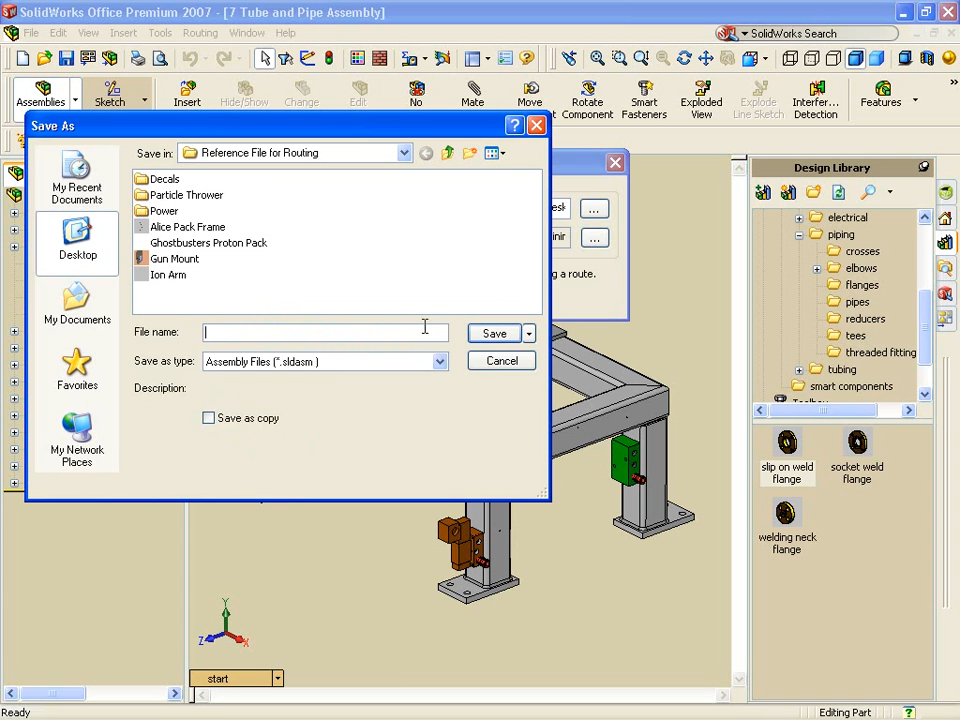 SolidWorks Office Premium 2007 - [7 Tube and Pipe Assembly]
File Edit View Insert Tools Routing Window Help
SolidWorks Search
Assemblies Sketch Insert Hide/Show Change Edit No Mate Move Rotate Component Smart Fasteners Exploded View Explode Line Sketch Interfer... Detection Features
Save As
Design Library
Save in: Reference File for Routing
My Recent Documents
Desktop
My Documents
Favorites
My Network Places
Decals
Particle Thrower
Power
Alice Pack Frame
Ghostbusters Proton Pack
Gun Mount
Ion Arm
File name:
Save
Save as type: Assembly Files (*.sldasm )
Cancel
Description:
Save as copy
...
...
g a route.
electrical
piping
crosses
elbows
flanges
pipes
reducers
tees
threaded fitting
tubing
smart components
slip on weld flange
socket weld flange
welding neck flange
Y
Z
X
start
Ready
Editing Part